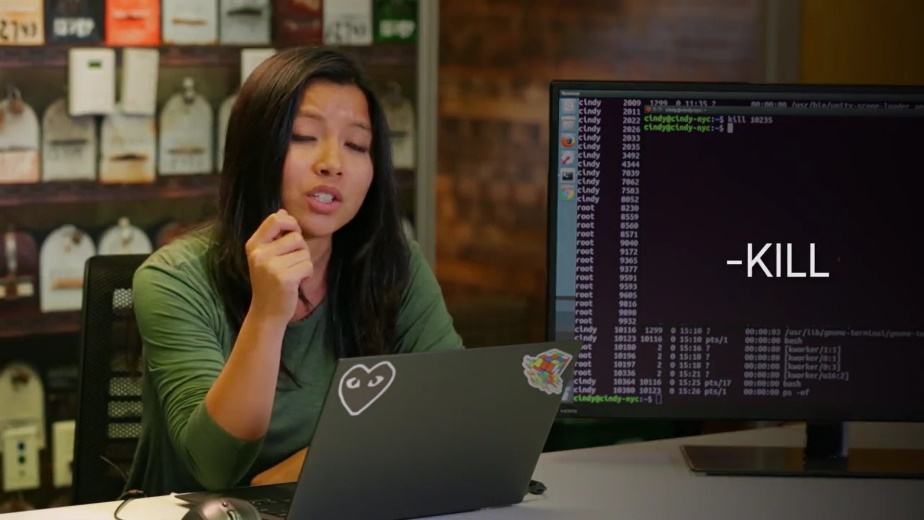 2743
Terminal
cindy 2009 1299 0 11:35 ? 00:00:00 /usr/bin/unity-scope-loader
cindy 2011
cindy@cindy-nyc:~$ kill 10235
cindy 2022
cindy@cindy-nyc:~$
cindy 2026
cindy 2033
cindy 2035
cindy 3492
cindy 4344
cindy 7039
cindy 7062
cindy 7583
cindy 8052
root 8230
root 8559
root 8560
root 8571
root 9040
root 9172
root 9365
root 9377
root 9591
root 9593
root 9605
root 9816
root 9898
root 9932
-KILL
cindy 10116 1299 0 15:10 ? 00:00:03 /usr/lib/gnome-terminal/gnome-te
cindy 10123 10116 0 15:10 pts/1 00:00:00 bash
root 10180 2 0 15:16 ? 00:00:00 [kworker/1:1]
root 10196 2 0 15:18 ? 00:00:00
root 10197 2 0 15:18 ? 00:00:00
root 10336 2 0 15:21 ? 00:00:00 [kworker/u16:2]
cindy 10364 10116 0 15:25 pts/17 00:00:00 bash
cindy 10380 10123 0 15:26 pts/1 00:00:00 ps -ef
cindy@cindy-nyc:~$